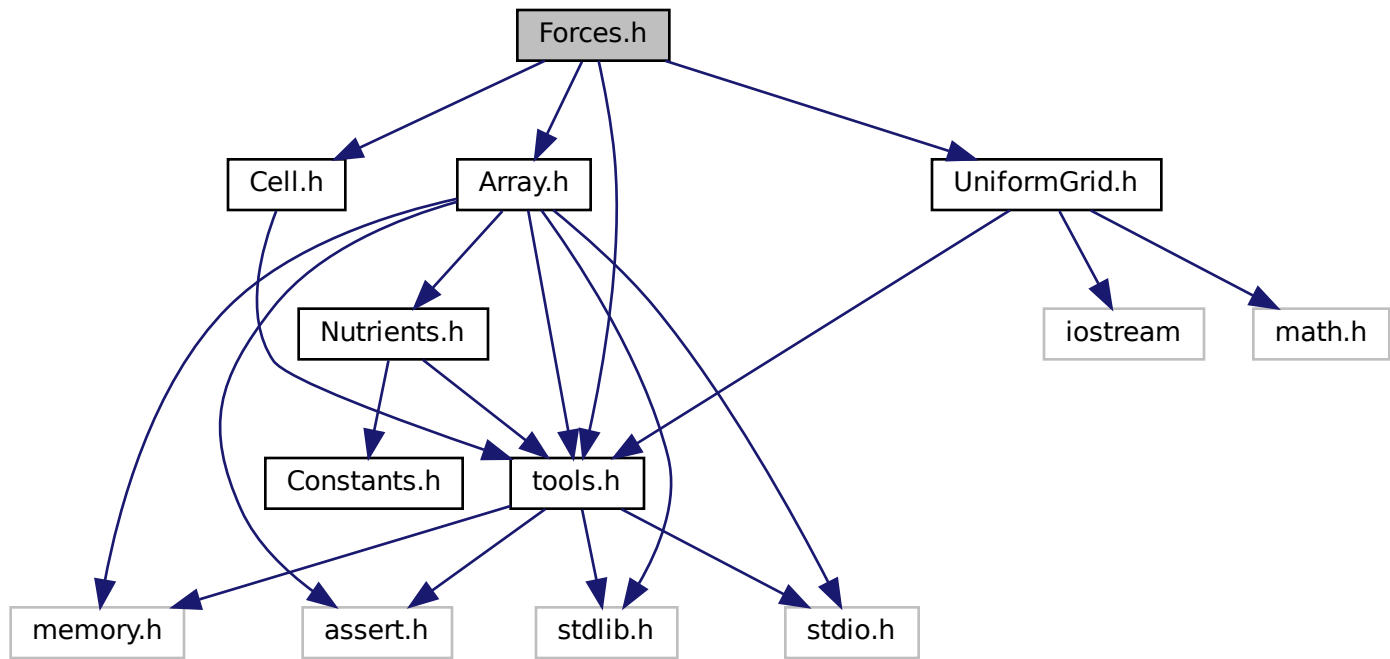 Forces.h
Cell.h
Array.h
UniformGrid.h
Nutrients.h
iostream
math.h
Constants.h
tools.h
memory.h
assert.h
stdlib.h
stdio.h